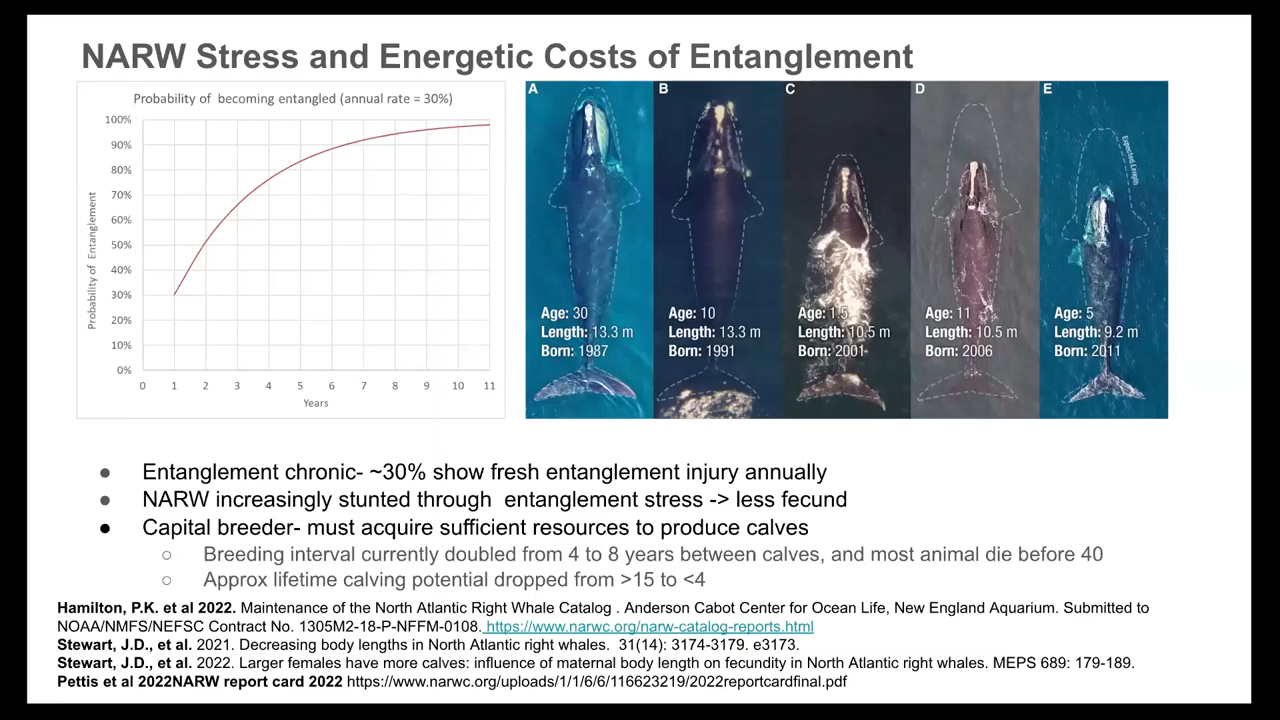 NARW Stress and Energetic Costs of Entanglement
Probability of becoming entangled (annual rate = 30%)
100%
90%
80%
70%
60%
50%
40%
30%
20%
10%
0%
Probability of Entanglement
0 1 2 3 4 5 6 7 8 9 10 11
Years
A
Age: 30
Length: 13.3 m
Born: 1987
B
Age: 10
Length: 13.3 m
Born: 1991
C
Age: 1.5
Length: 10.5 m
Born: 2001
D
Age: 11
Length: 10.5 m
Born: 2006
E
Expected Length
Age: 5
Length: 9.2 m
Born: 2011
● Entanglement chronic- ~30% show fresh entanglement injury annually
● NARW increasingly stunted through entanglement stress -> less fecund
● Capital breeder- must acquire sufficient resources to produce calves
○ Breeding interval currently doubled from 4 to 8 years between calves, and most animal die before 40
○ Approx lifetime calving potential dropped from >15 to <4
Hamilton, P.K. et al 2022. Maintenance of the North Atlantic Right Whale Catalog . Anderson Cabot Center for Ocean Life, New England Aquarium. Submitted to
NOAA/NMFS/NEFSC Contract No. 1305M2-18-P-NFFM-0108. https://www.narwc.org/narw-catalog-reports.html
Stewart, J.D., et al. 2021. Decreasing body lengths in North Atlantic right whales. 31(14): 3174-3179. e3173.
Stewart, J.D., et al. 2022. Larger females have more calves: influence of maternal body length on fecundity in North Atlantic right whales. MEPS 689: 179-189.
Pettis et al 2022NARW report card 2022 https://www.narwc.org/uploads/1/1/6/6/116623219/2022reportcardfinal.pdf